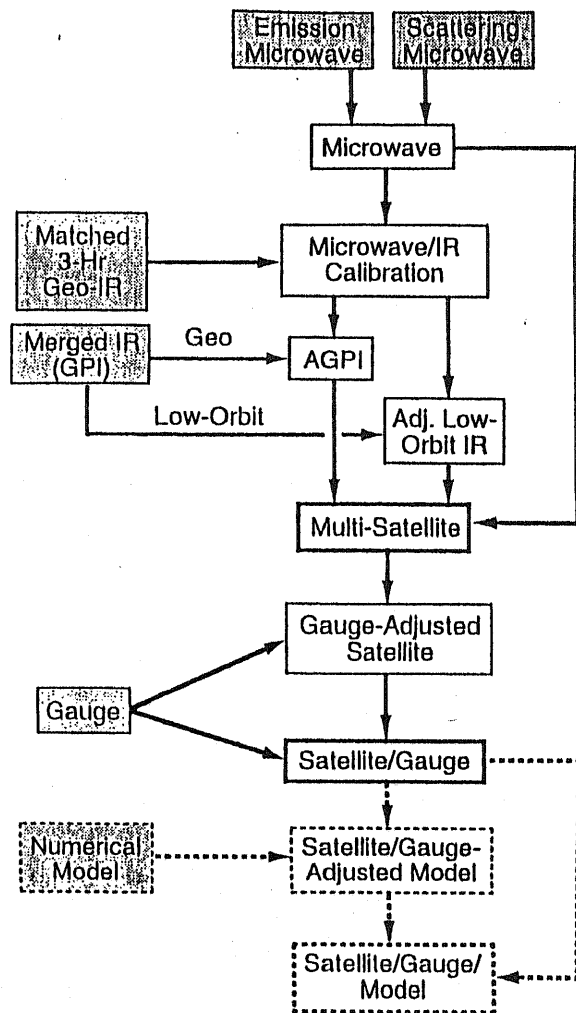 Emission
Microwave
Scattering
Microwave
Microwave
Matched
3-Hr
Geo-IR
Microwave/IR
Calibration
Merged IR
(GPI)
Geo
AGPI
Low-Orbit
Adj. Low-
Orbit IR
Multi-Satellite
Gauge-Adjusted
Satellite
Gauge
Satellite/Gauge
Numerical
Model
Satellite/Gauge-
Adjusted Model
Satellite/Gauge/
Model